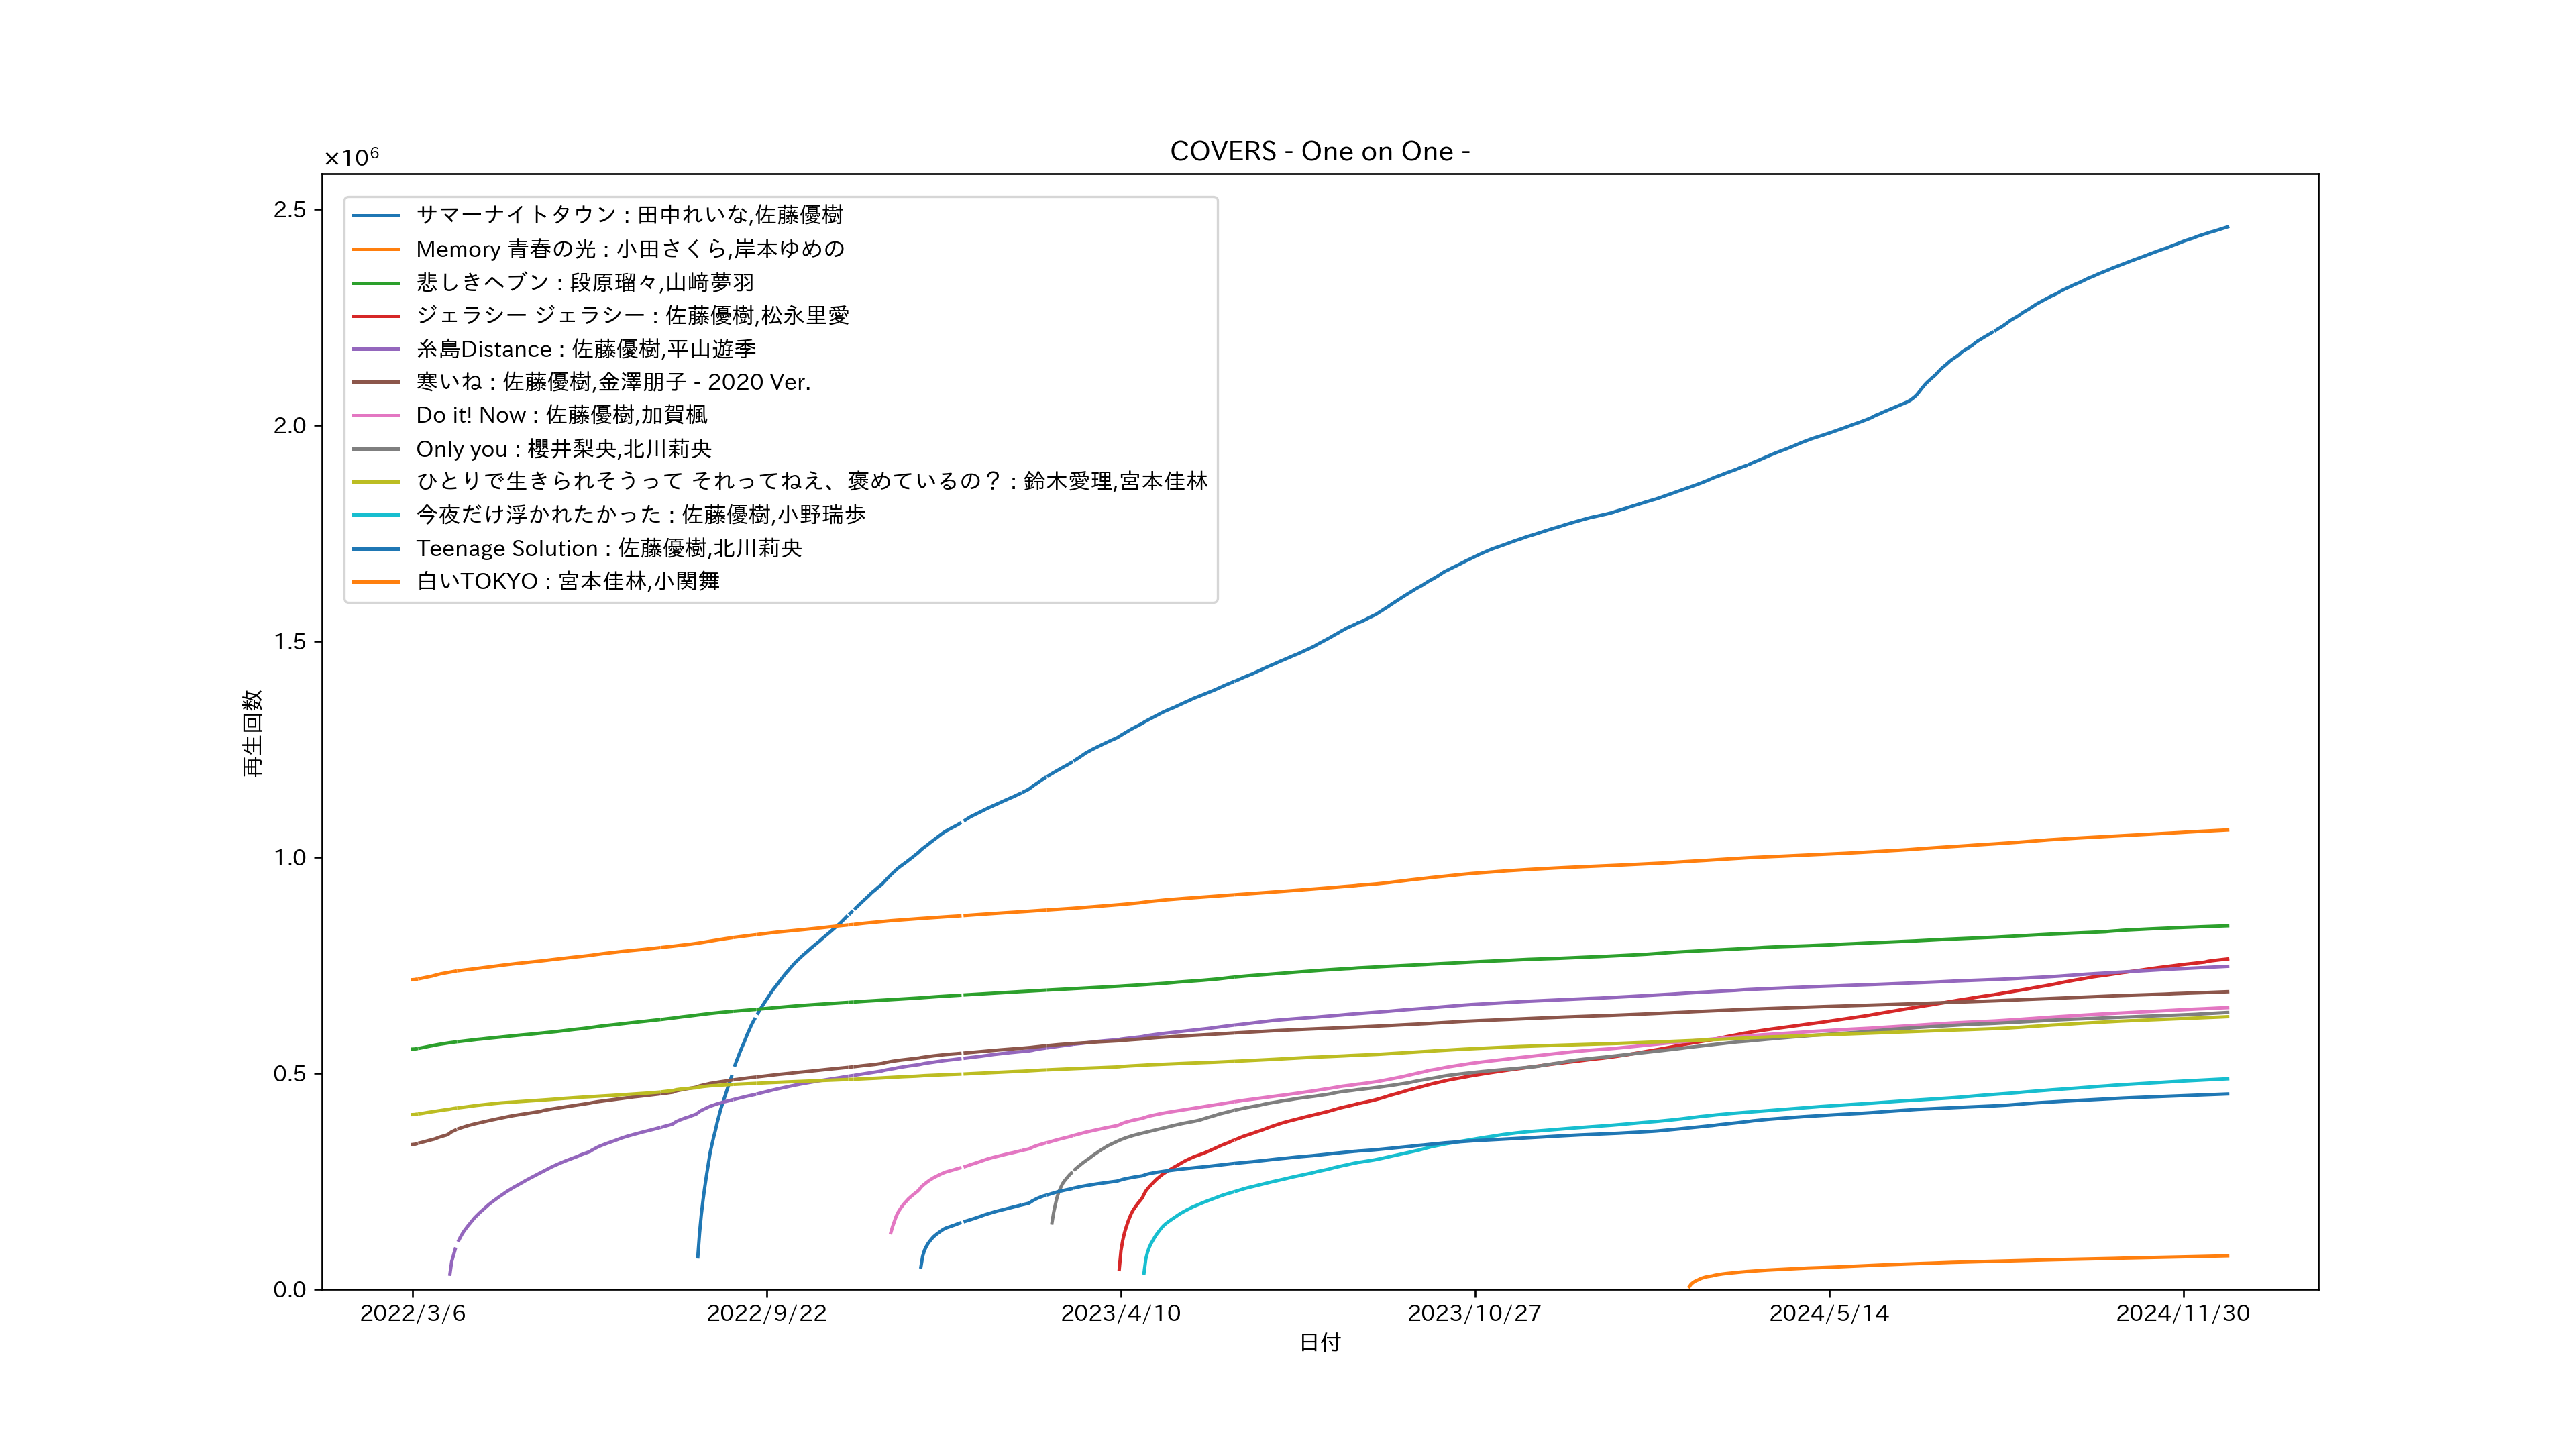 COVERS - One on One -
×10⁶
2.5
2.0
1.5
1.0
0.5
0.0
再生回数
サマーナイトタウン : 田中れいな,佐藤優樹
Memory 青春の光 : 小田さくら,岸本ゆめの
悲しきヘブン : 段原瑠々,山﨑夢羽
ジェラシー ジェラシー : 佐藤優樹,松永里愛
糸島Distance : 佐藤優樹,平山遊季
寒いね : 佐藤優樹,金澤朋子 - 2020 Ver.
Do it! Now : 佐藤優樹,加賀楓
Only you : 櫻井梨央,北川莉央
ひとりで生きられそうって それってねえ、褒めているの？ : 鈴木愛理,宮本佳林
今夜だけ浮かれたかった : 佐藤優樹,小野瑞歩
Teenage Solution : 佐藤優樹,北川莉央
白いTOKYO : 宮本佳林,小関舞
2022/3/6
2022/9/22
2023/4/10
2023/10/27
2024/5/14
2024/11/30
日付